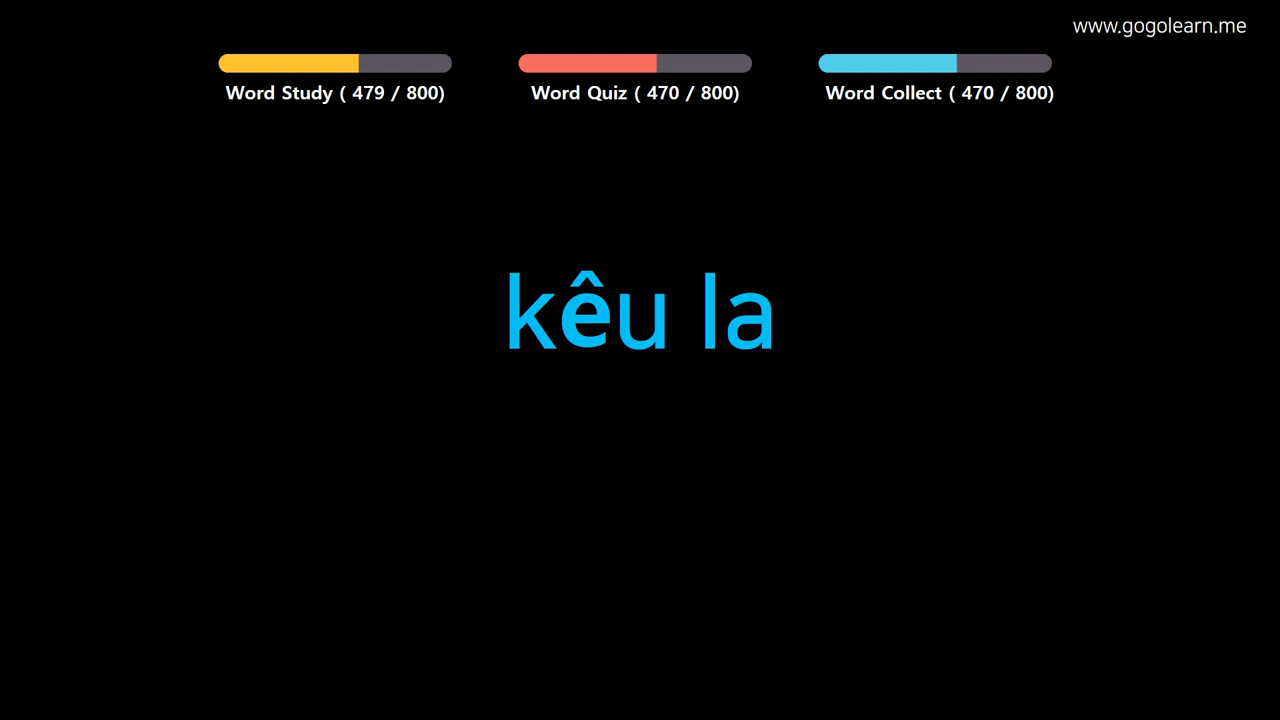 www.gogolearn.me
Word Study ( 479 / 800)
Word Quiz ( 470 / 800)
Word Collect ( 470 / 800)
kêu la